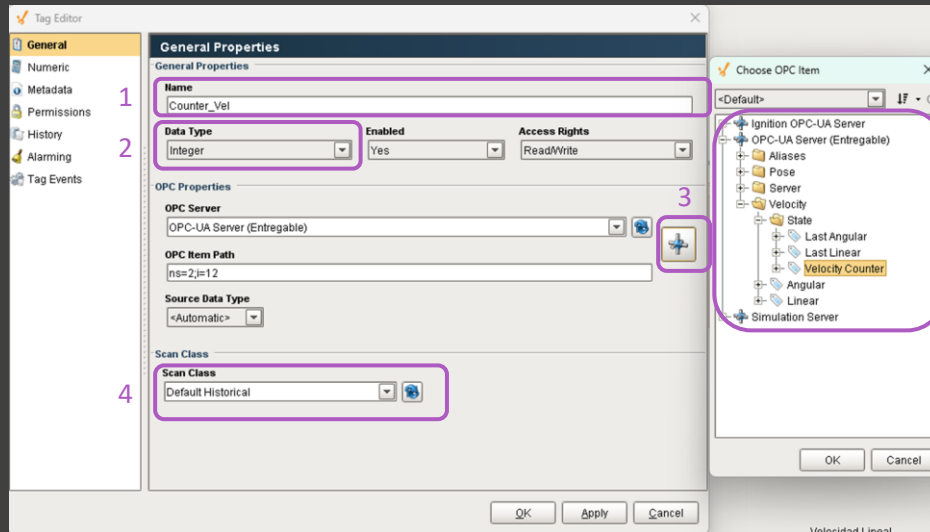 Tag Editor
General
Numeric
Metadata
Permissions
History
Alarming
Tag Events
General Properties
General Properties
1
Name
Counter_Vel
2
Data Type Enabled Access Rights
Integer Yes Read/Write
OPC Properties
3
OPC Server
OPC-UA Server (Entregable)
OPC Item Path
ns=2;i=12
Source Data Type
<Automatic>
Scan Class
4
Scan Class
Default Historical
OK Apply Cancel
Choose OPC Item
<Default>
Ignition OPC-UA Server
OPC-UA Server (Entregable)
Aliases
Pose
Server
Velocity
State
Last Angular
Last Linear
Velocity Counter
Angular
Linear
Simulation Server
OK Cancel
Velocidad Lineal